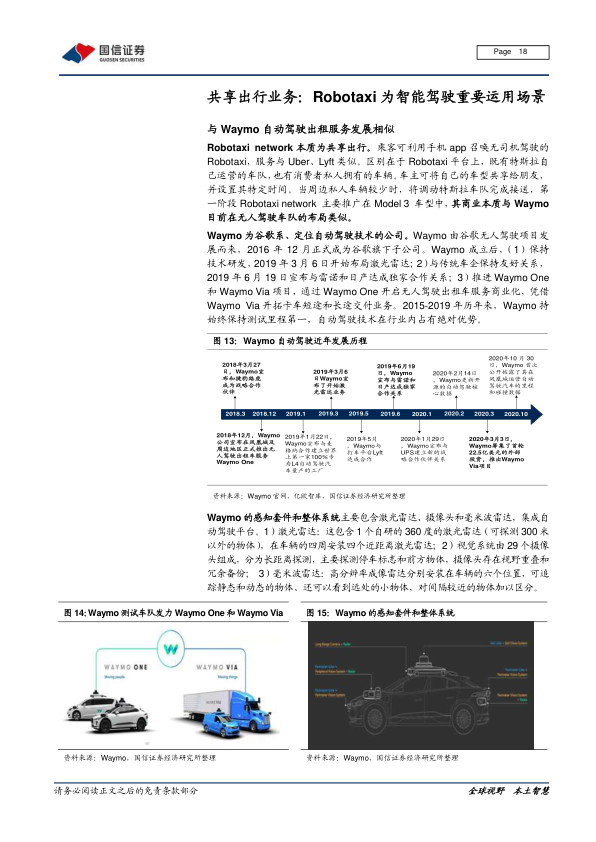 国信证券
GUOSEN SECURITIES
Page 18
共享出行业务：Robotaxi 为智能驾驶重要运用场景
与 Waymo 自动驾驶出租服务发展相似
Robotaxi network 本质为共享出行。乘客可利用手机 app 召唤无司机驾驶的
Robotaxi，服务与 Uber、Lyft 类似。区别在于 Robotaxi 平台上，既有特斯拉自
己运营的车队，也有消费者私人拥有的车辆。车主可将自己的车型共享给朋友，
并设置其特定时间。当周边私人车辆较少时，将调动特斯拉车队完成接送，第
一阶段 Robotaxi network 主要推广在 Model 3 车型中，其商业本质与 Waymo
目前在无人驾驶车队的布局类似。
Waymo 为谷歌系、定位自动驾驶技术的公司。Waymo 由谷歌无人驾驶项目发
展而来，2016 年 12 月正式成为谷歌旗下子公司。Waymo 成立后，（1）保持
技术研发，2019 年 3 月 6 日开始布局激光雷达；2）与传统车企保持友好关系，
2019 年 6 月 19 日宣布与雷诺和日产达成独家合作关系；3）推进 Waymo One
和 Waymo Via 项目，通过 Waymo One 开启无人驾驶出租车服务商业化，凭借
Waymo Via 开拓卡车短途和长途交付业务。2015-2019 年历年来，Waymo 持
始终保持测试里程第一，自动驾驶技术在行业内占有绝对优势。
图 13：Waymo 自动驾驶近年发展历程
2018年3月27
日，Waymo宣
布和捷豹路虎
成为战略合作
伙伴
2019年3月6
日Waymo宣
布了开始激
光雷达业务
2019年6月19
日，Waymo
宣布与雷诺和
日产达成独家
合作关系
2020年2月14日
，Waymo更新开
源的自动驾驶核
心数据
2020年10 月 30
日，Waymo 首次
公开披露了其在
凤凰城运营自动
驾驶汽车的里程
和碰撞数据
2018.3 2018.12 2019.1 2019.3 2019.5 2019.6 2020.1 2020.2 2020.3 2020.10
2018年12月，Waymo
公司宣布在凤凰城及
周边地区正式推出无
人驾驶出租车服务
Waymo One
2019年1月22日，
Waymo宣布与麦
格纳合作建立世界
上第一家100%专
为L4自动驾驶汽
车量产的工厂
2019年5月
，Waymo与
打车平台Lyft
达成合作
2020年1月29日
，Waymo宣布与
UPS建立新的战
略合作伙伴关系
2020年3月3日，
Waymo筹集了首轮
22.5亿美元的外部
投资，推出Waymo
Via项目
资料来源：Waymo 官网，亿欧智库，国信证券经济研究所整理
Waymo 的感知套件和整体系统主要包含激光雷达，摄像头和毫米波雷达，集成自
动驾驶平台。1）激光雷达：这包含 1 个自研的 360 度的激光雷达（可探测 300 米
以外的物体），在车辆的四周安装四个近距离激光雷达；2）视觉系统由 29 个摄像
头组成，分为长距离探测，主要探测停车标志和前方物体，摄像头存在视野重叠和
冗余备份； 3）毫米波雷达：高分辨率成像雷达分别安装在车辆的六个位置，可追
踪静态和动态的物体、还可以看到远处的小物体，对间隔较近的物体加以区分。
图 14: Waymo 测试车队发力 Waymo One 和 Waymo Via
图 15：Waymo 的感知套件和整体系统
WAYMO ONE
Moving people
WAYMO VIA
Moving things
资料来源：Waymo，国信证券经济研究所整理
资料来源：Waymo，国信证券经济研究所整理
请务必阅读正文之后的免责条款部分
全球视野 本土智慧